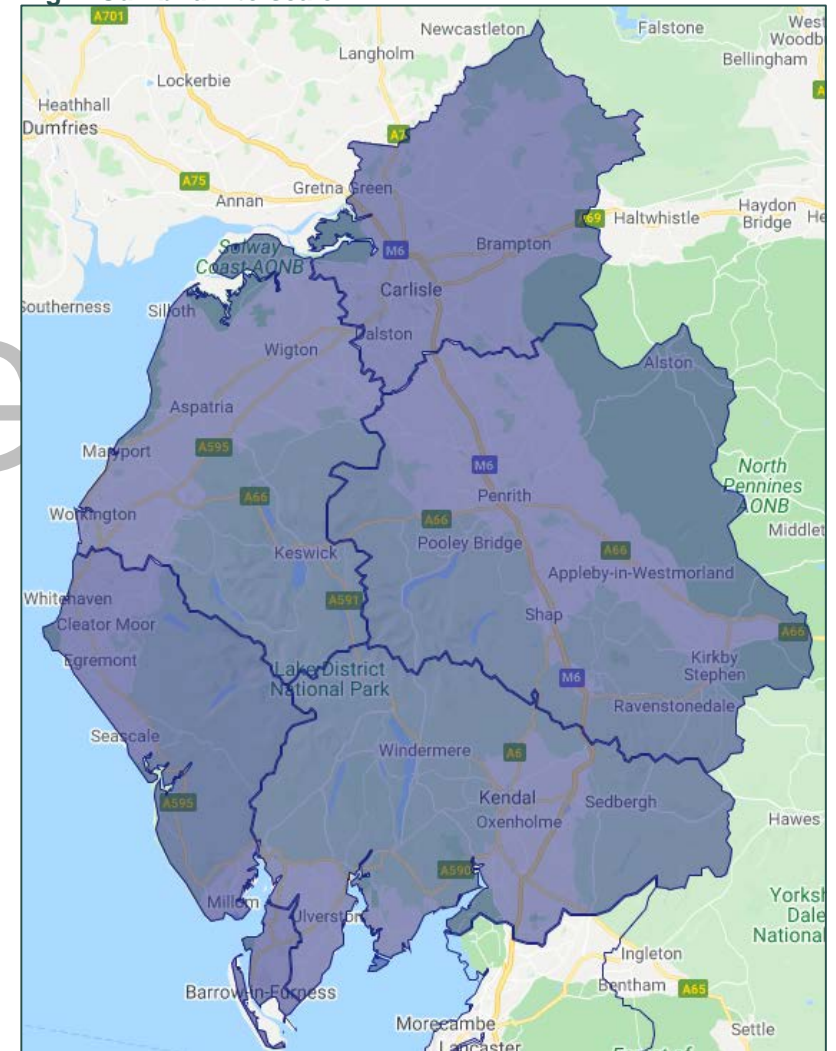 A701
Newcastleton
Falstone
West
Woodb
Langholm
Bellingham
Lockerbie
A
Heathhall
Dumfries
A7
A75
Gretna Green
Annan
Haydon
Bridge
He
A69
Haltwhistle
M6
Brampton
Solway
Coast AONB
Carlisle
Southerness
Silloth
Dalston
Wigton
Alston
Aspatria
Maryport
A595
M6
North
Pennines
AONB
A66
Penrith
Workington
A66
Middlet
Pooley Bridge
Keswick
A66
Appleby-in-Westmorland
Whitehaven
A591
Shap
Cleator Moor
A66
Egremont
Kirkby
Stephen
Lake District
National Park
M6
Ravenstonedale
Seascale
Windermere
A6
Kendal
Sedbergh
A595
Oxenholme
Hawes
A590
Millom
Ulverston
Yorksh
Dale
National
Ingleton
Barrow-in-Furness
Bentham
A65
Morecambe
Settle
Lancaster